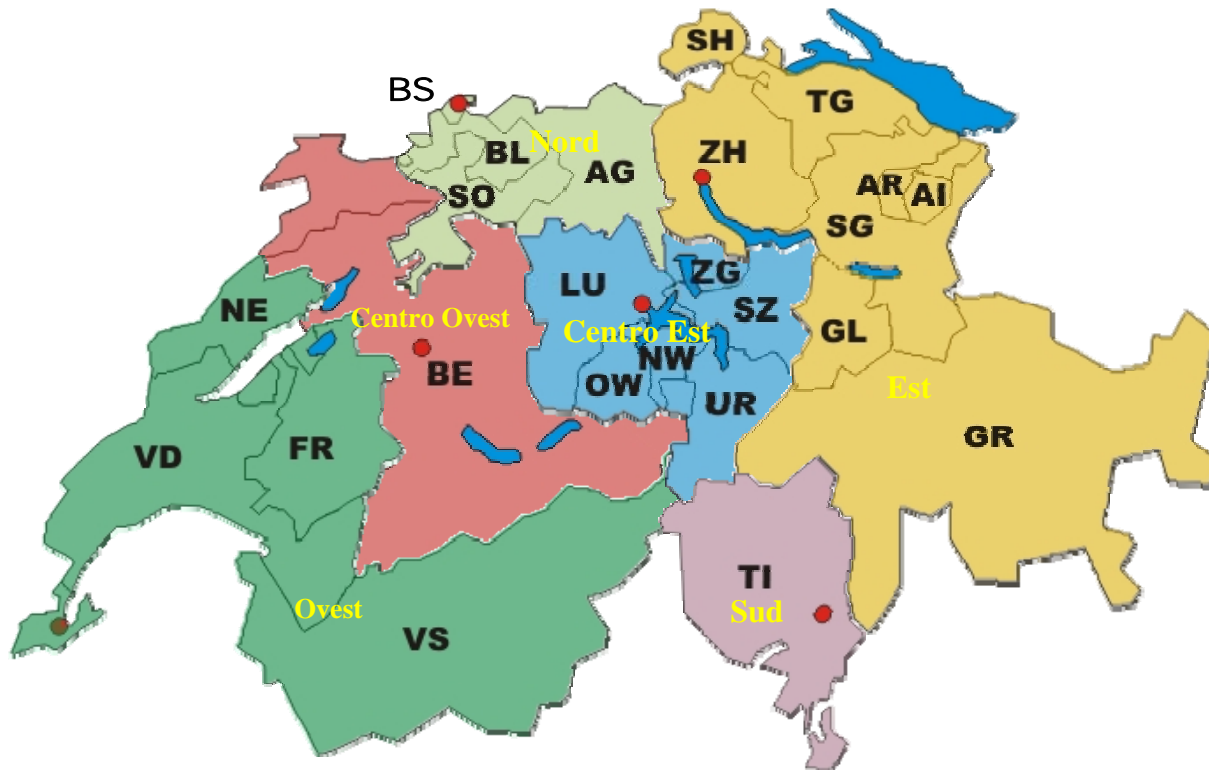 SH
BS
TG
Nord
BL
ZH
AG
AR
AI
SO
SG
ZG
LU
NE
SZ
Centro Ovest
Centro Est
GL
NW
BE
OW
Est
UR
GR
FR
VD
TI
Ovest
Sud
VS